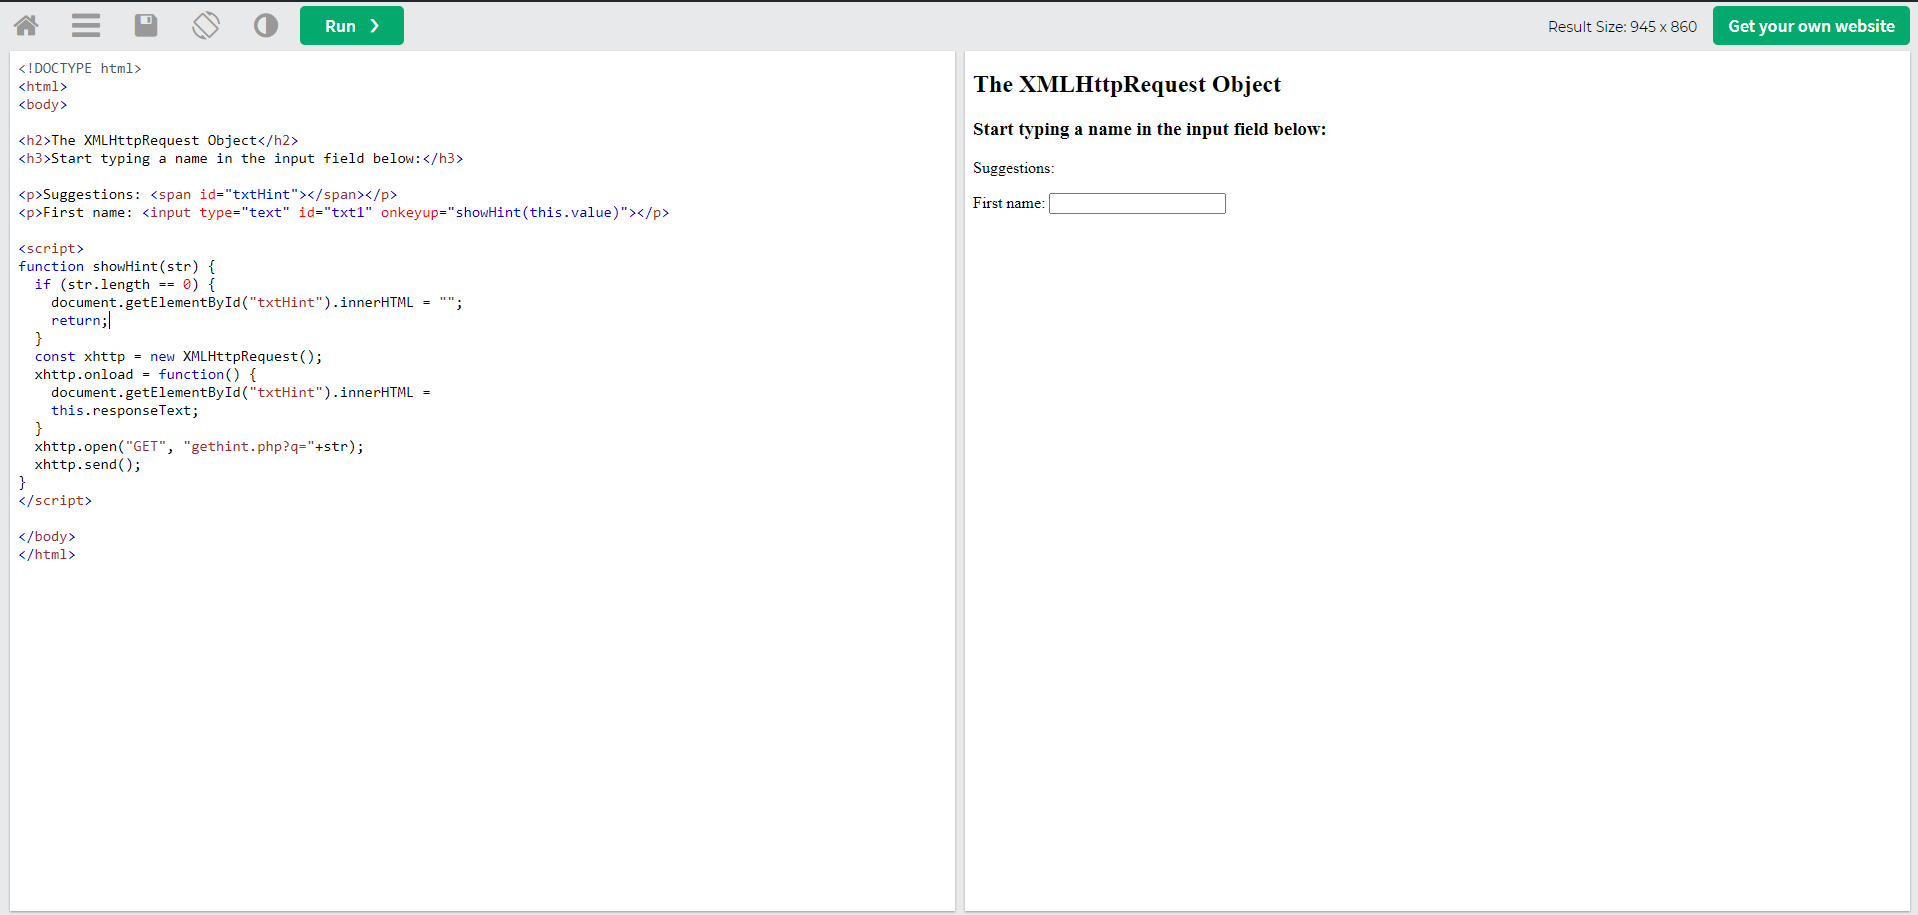 Run ❯
Result Size: 945 x 860
Get your own website
<!DOCTYPE html>
<html>
<body>

<h2>The XMLHttpRequest Object</h2>
<h3>Start typing a name in the input field below:</h3>

<p>Suggestions: <span id="txtHint"></span></p>
<p>First name: <input type="text" id="txt1" onkeyup="showHint(this.value)"></p>

<script>
function showHint(str) {
  if (str.length == 0) {
    document.getElementById("txtHint").innerHTML = "";
    return;
  }
  const xhttp = new XMLHttpRequest();
  xhttp.onload = function() {
    document.getElementById("txtHint").innerHTML =
    this.responseText;
  }
  xhttp.open("GET", "gethint.php?q="+str);
  xhttp.send();
}
</script>

</body>
</html>
The XMLHttpRequest Object
Start typing a name in the input field below:
Suggestions:
First name: